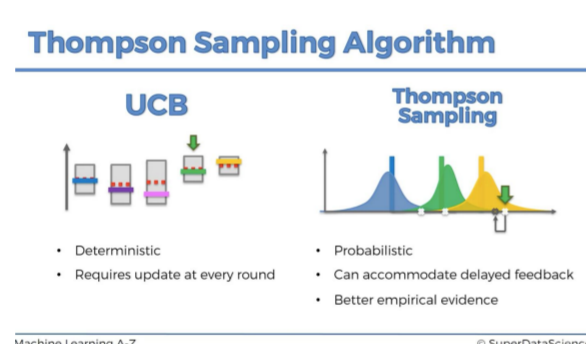 Thompson Sampling Algorithm
UCB
Thompson
Sampling
• Deterministic
• Requires update at every round
• Probabilistic
• Can accommodate delayed feedback
• Better empirical evidence
Machine Learning A-Z
© SuperDataScience